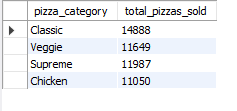 pizza_category total_pizzas_sold
Classic 14888
Veggie 11649
Supreme 11987
Chicken 11050